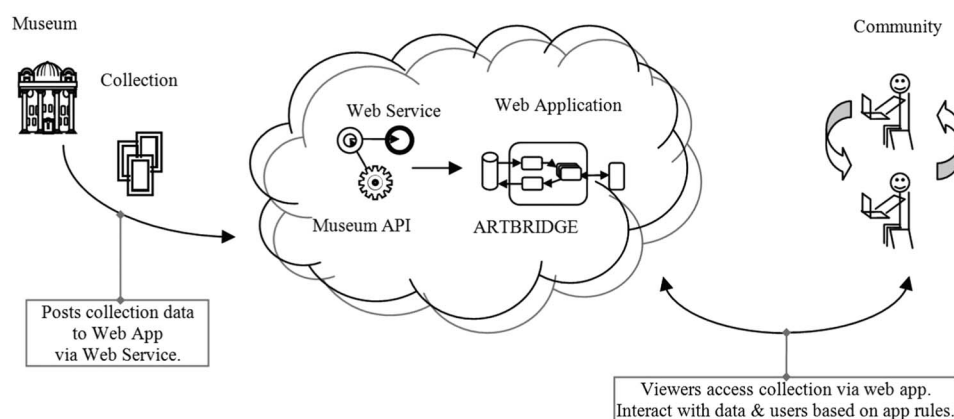 Museum
Collection
Posts collection data
to Web App
via Web Service.
Web Service
Museum API
Web Application
ARTBRIDGE
Community
Viewers access collection via web app.
Interact with data & users based on app rules.